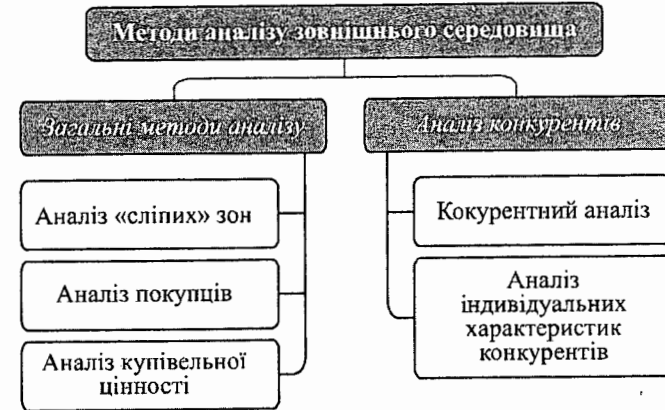 Методи аналізу зовнішнього середовища
Загальні методи аналізу
Аналіз «сліпих» зон
Аналіз покупців
Аналіз купівельної
цінності
Аналіз конкурентів
Кокурентний аналіз
Аналіз
індивідуальних
характеристик
конкурентів